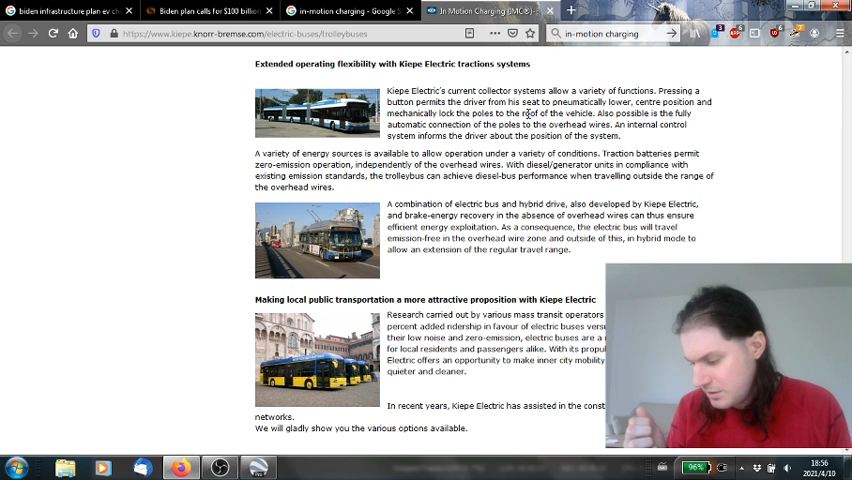 biden infrastructure plan ev ch
Biden plan calls for $100 billion
in-motion charging - Google S
In Motion Charging (IMC®)-
https://www.kiepe.knorr-bremse.com/electric-buses/trolleybuses
in-motion charging
Extended operating flexibility with Kiepe Electric tractions systems
Kiepe Electric's current collector systems allow a variety of functions. Pressing a
button permits the driver from his seat to pneumatically lower, centre position and
mechanically lock the poles to the roof of the vehicle. Also possible is the fully
automatic connection of the poles to the overhead wires. An internal control
system informs the driver about the position of the system.
A variety of energy sources is available to allow operation under a variety of conditions. Traction batteries permit
zero-emission operation, independently of the overhead wires. With diesel/generator units in compliance with
existing emission standards, the trolleybus can achieve diesel-bus performance when travelling outside the range of
the overhead wires.
A combination of electric bus and hybrid drive, also developed by Kiepe Electric,
and brake-energy recovery in the absence of overhead wires can thus ensure
efficient energy exploitation. As a consequence, the electric bus will travel
emission-free in the overhead wire zone and outside of this, in hybrid mode to
allow an extension of the regular travel range.
Making local public transportation a more attractive proposition with Kiepe Electric
Research carried out by various mass transit operators
percent added ridership in favour of electric buses vers
their low noise and zero-emission, electric buses are a
for local residents and passengers alike. With its propul
Electric offers an opportunity to make inner city mobility
quieter and cleaner.
In recent years, Kiepe Electric has assisted in the const
networks.
We will gladly show you the various options available.
96%
18:56
2021/4/10